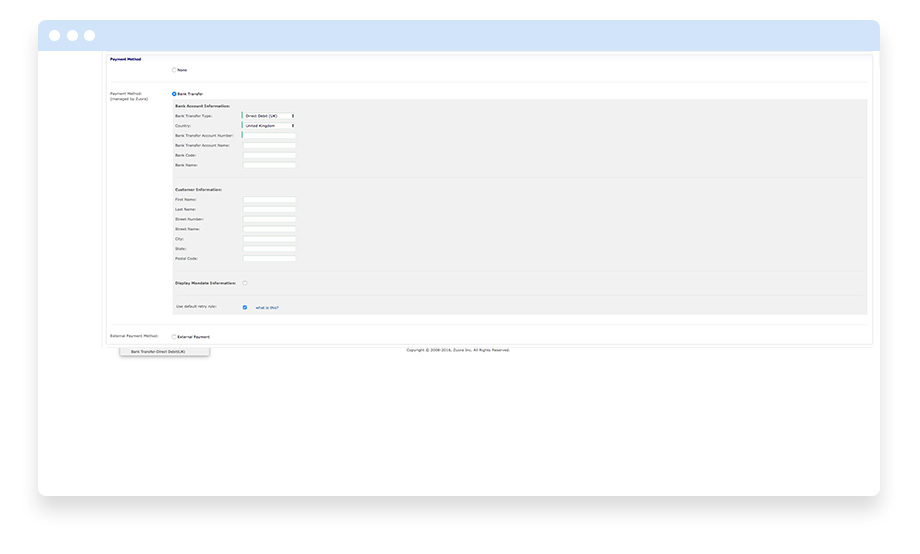 Payment Method
None
Payment Method: Bank Transfer
(managed by Zuora)
Bank Account Information:
Bank Transfer Type: Direct Debit (UK)
Country: United Kingdom
Bank Transfer Account Number:
Bank Transfer Account Name:
Bank Code:
Bank Name:
Customer Information:
First Name:
Last Name:
Street Number:
Street Name:
City:
State:
Postal Code:
Display Mandate Information:
Use default retry rule: what is this?
External Payment Method: External Payment
Bank Transfer-Direct Debit(UK)
Copyright © 2008-2016, Zuora Inc. All Rights Reserved.